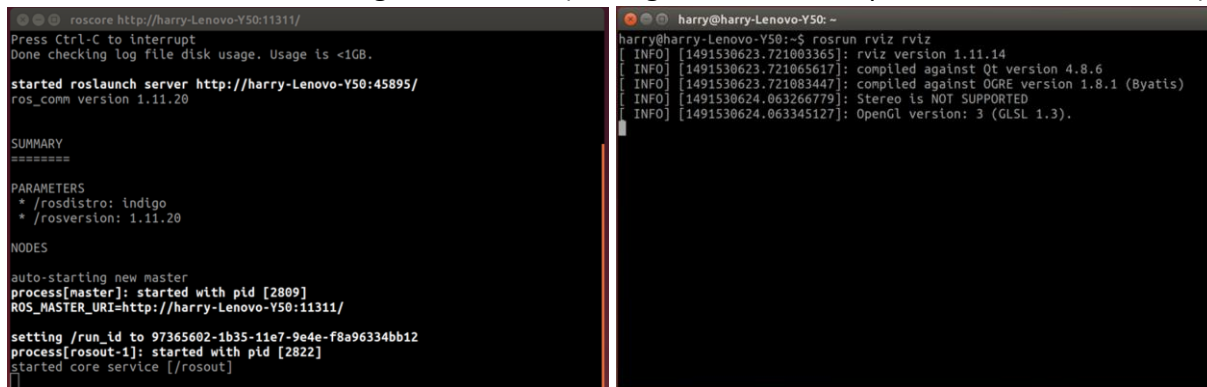 roscore http://harry-Lenovo-Y50:11311/
Press Ctrl-C to interrupt
Done checking log file disk usage. Usage is <1GB.
started roslaunch server http://harry-Lenovo-Y50:45895/
ros_comm version 1.11.20
SUMMARY
========
PARAMETERS
* /rosdistro: indigo
* /rosversion: 1.11.20
NODES
auto-starting new master
process[master]: started with pid [2809]
ROS_MASTER_URI=http://harry-Lenovo-Y50:11311/
setting /run_id to 97365602-1b35-11e7-9e4e-f8a96334bb12
process[rosout-1]: started with pid [2822]
started core service [/rosout]
harry@harry-Lenovo-Y50: ~
harry@harry-Lenovo-Y50:~$ rosrun rviz rviz
[ INFO] [1491530623.721003365]: rviz version 1.11.14
[ INFO] [1491530623.721065617]: compiled against Qt version 4.8.6
[ INFO] [1491530623.721083447]: compiled against OGRE version 1.8.1 (Byatis)
[ INFO] [1491530624.063266779]: Stereo is NOT SUPPORTED
[ INFO] [1491530624.063345127]: OpenGl version: 3 (GLSL 1.3).